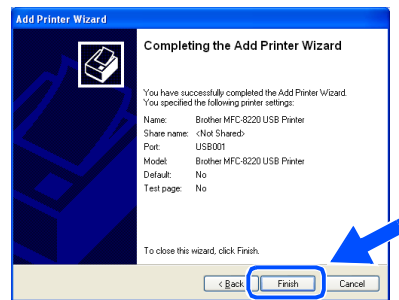 Add Printer Wizard
Completing the Add Printer Wizard
You have successfully completed the Add Printer Wizard.
You specified the following printer settings:
Name: Brother MFC-8220 USB Printer
Share name: <Not Shared>
Port: USB001
Model: Brother MFC-8220 USB Printer
Default: No
Test page: No
To close this wizard, click Finish.
< Back Finish Cancel